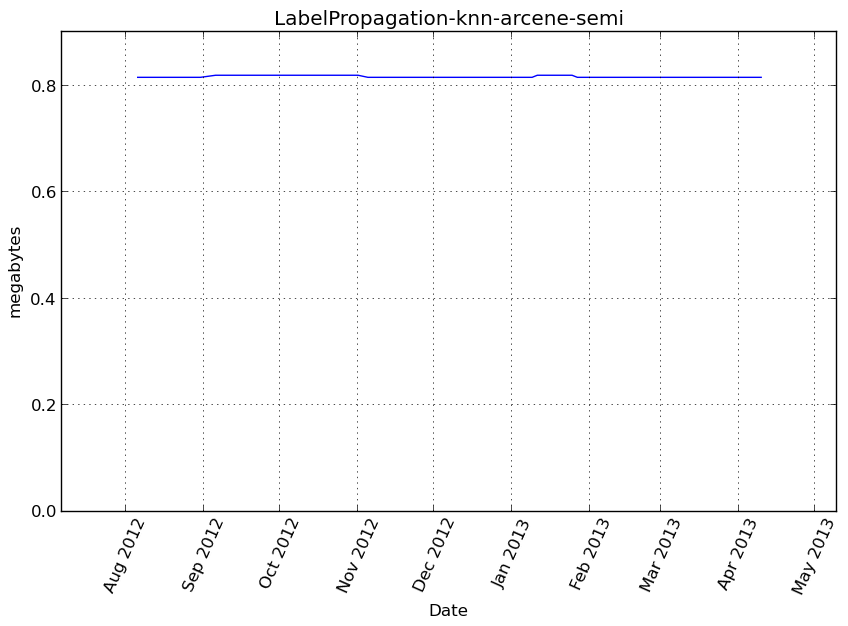 LabelPropagation-knn-arcene-semi
0.8
0.6
0.4
0.2
0.0
megabytes
Aug 2012
Sep 2012
Oct 2012
Nov 2012
Dec 2012
Jan 2013
Feb 2013
Mar 2013
Apr 2013
May 2013
Date